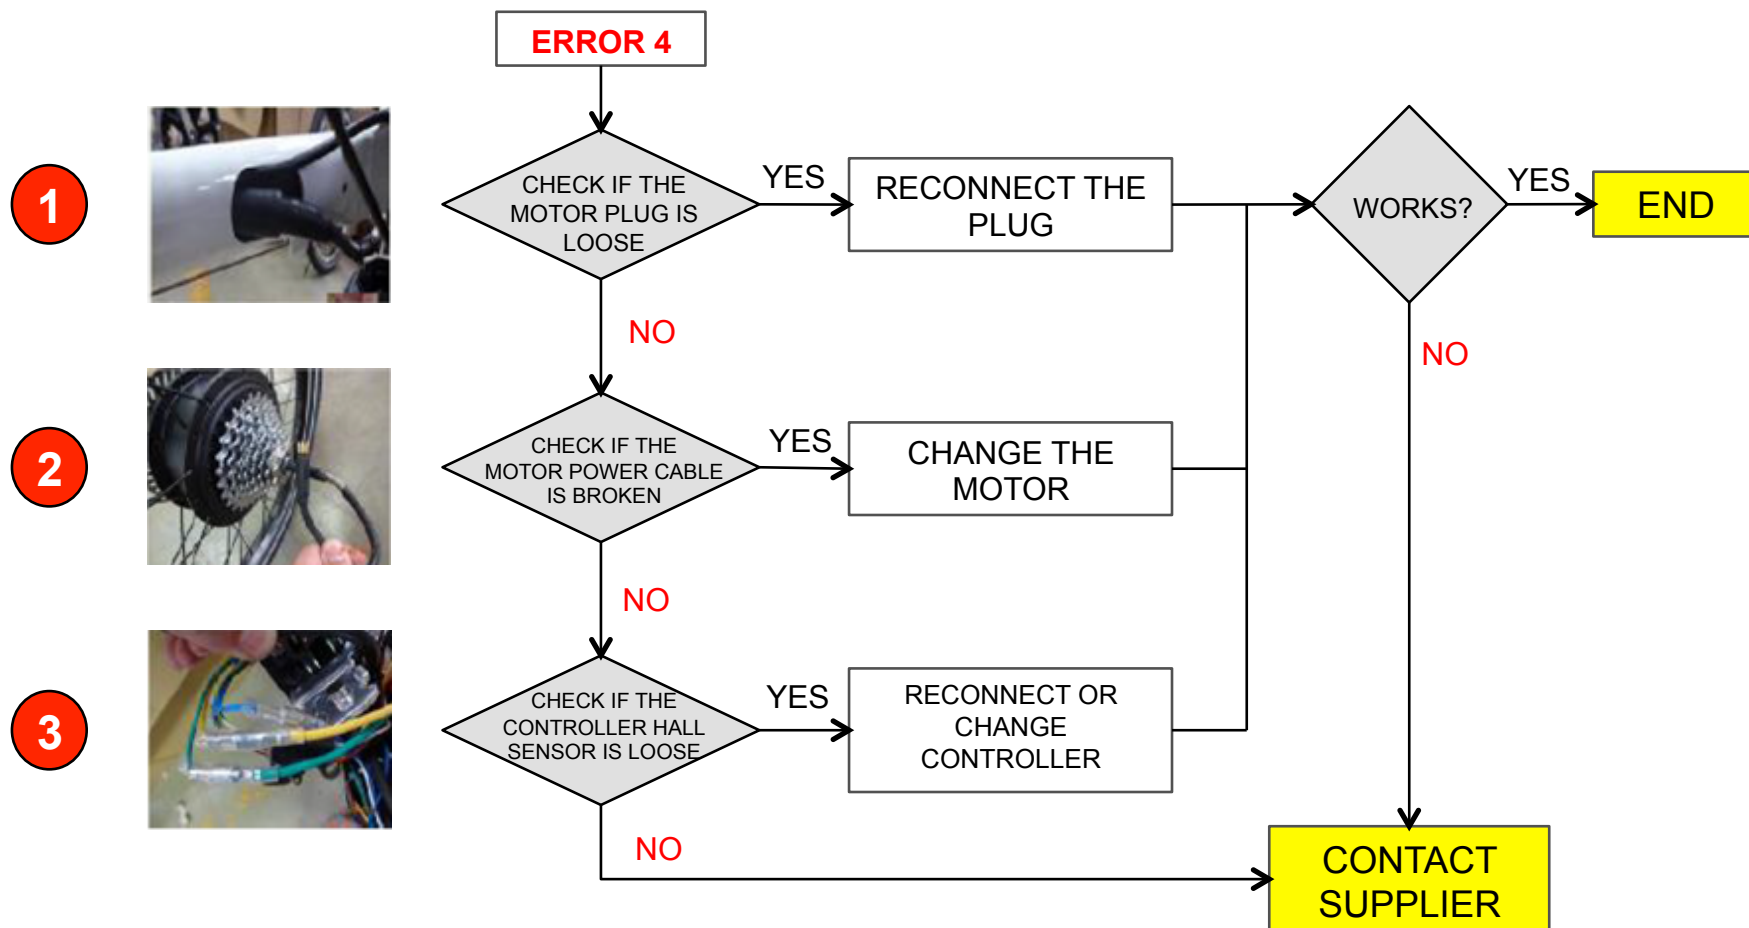 ERROR 4
1
CHECK IF THE
MOTOR PLUG IS
LOOSE
YES
RECONNECT THE
PLUG
WORKS?
YES
END
NO
NO
2
CHECK IF THE
MOTOR POWER CABLE
IS BROKEN
YES
CHANGE THE
MOTOR
NO
3
CHECK IF THE
CONTROLLER HALL
SENSOR IS LOOSE
YES
RECONNECT OR
CHANGE
CONTROLLER
NO
CONTACT
SUPPLIER